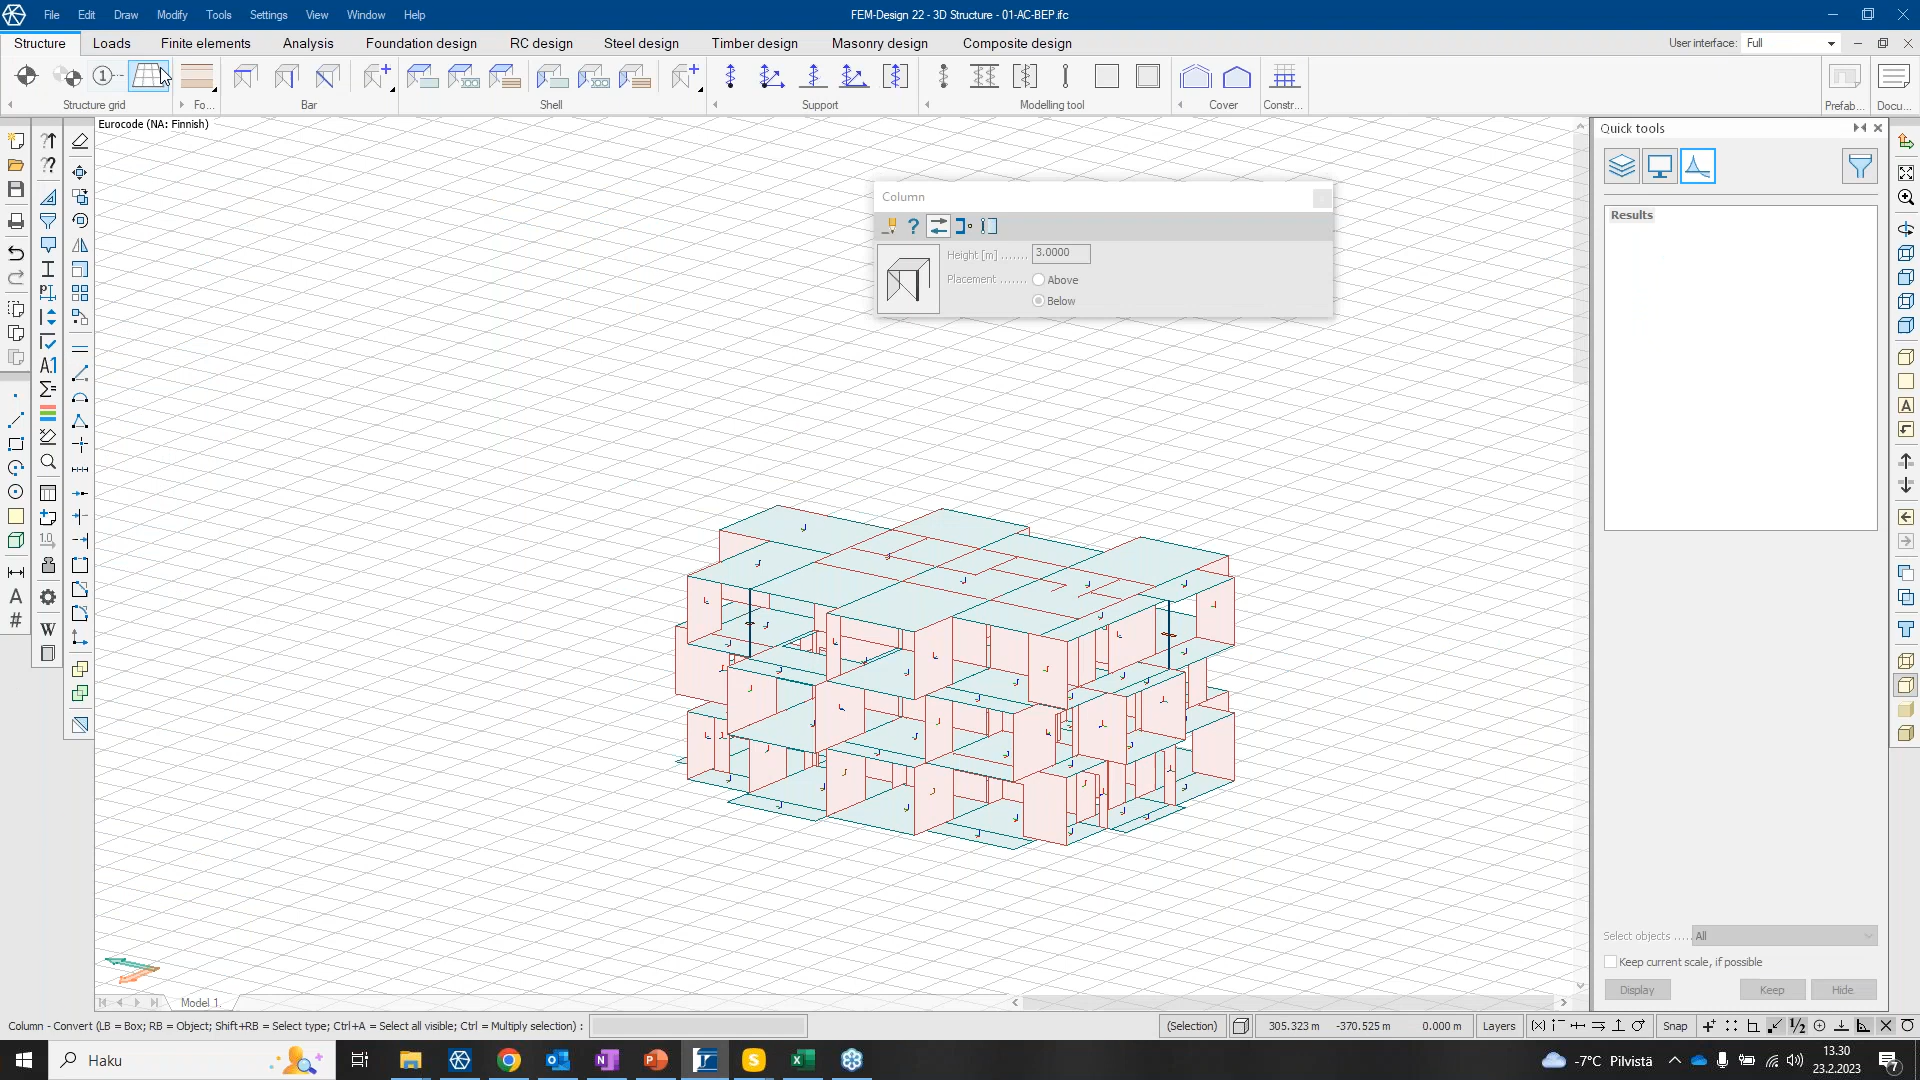 File Edit Draw Modify Tools Settings View Window Help
FEM-Design 22 - 3D Structure - 01-AC-BEP.ifc
Structure Loads Finite elements Analysis Foundation design RC design Steel design Timber design Masonry design Composite design
User interface: Full
Structure grid Fo... Bar Shell Support Modelling tool Cover Constr... Prefab... Docu...
Eurocode (NA: Finnish)
Quick tools
Column
Height [m] ...... 3.0000
Placement ...... Above
Below
Results
Select objects ..... All
Keep current scale, if possible
Display Keep Hide
Model 1.
Column - Convert (LB = Box; RB = Object; Shift+RB = Select type; Ctrl+A = Select all visible; Ctrl = Multiply selection) :
(Selection) 305.323 m -370.525 m 0.000 m Layers Snap
Haku
-7°C Pilvistä
13.30
23.2.2023
7